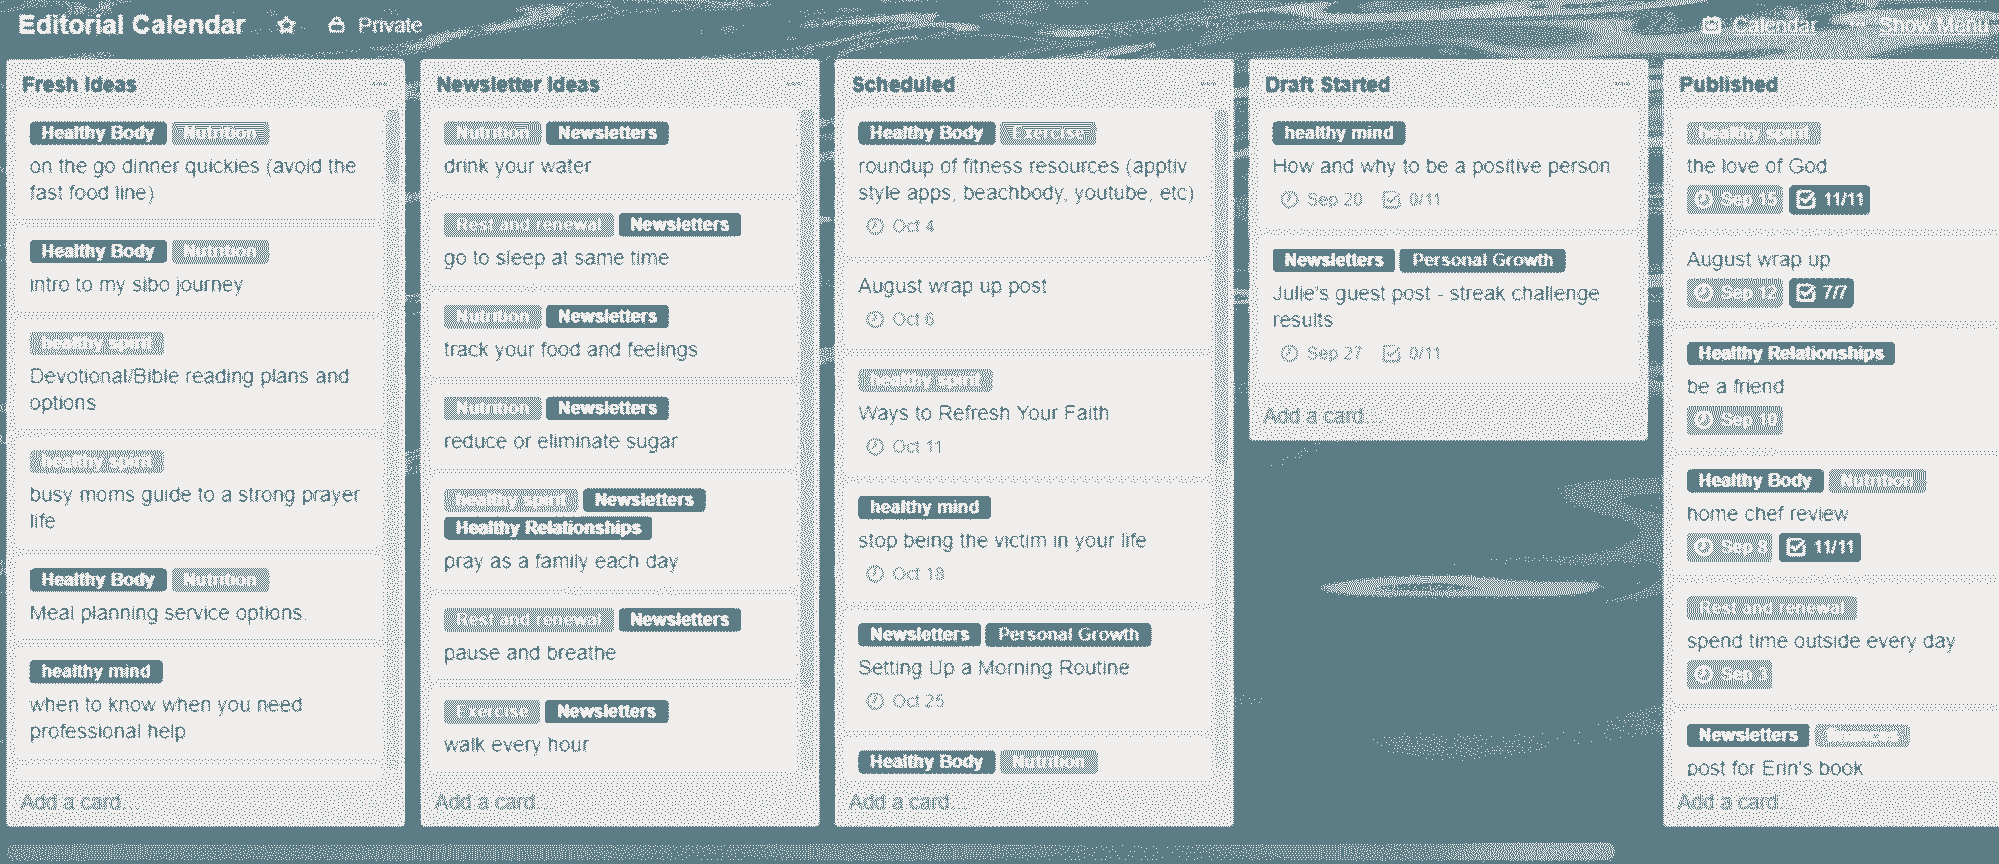 Editorial Calendar
Private
Calendar
Show Menu
Fresh Ideas
Healthy Body Nutrition
on the go dinner quickies (avoid the
fast food line)
Healthy Body Nutrition
intro to my sibo journey
healthy spirit
Devotional/Bible reading plans and
options
healthy spirit
busy moms guide to a strong prayer
life
Healthy Body Nutrition
Meal planning service options.
healthy mind
when to know when you need
professional help
Add a card...
Newsletter Ideas
Nutrition Newsletters
drink your water
Rest and renewal Newsletters
go to sleep at same time
Nutrition Newsletters
track your food and feelings
Nutrition Newsletters
reduce or eliminate sugar
healthy spirit Newsletters
Healthy Relationships
pray as a family each day
Rest and renewal Newsletters
pause and breathe
Exercise Newsletters
walk every hour
Add a card...
Scheduled
Healthy Body Exercise
roundup of fitness resources (apptiv
style apps, beachbody, youtube, etc)
Oct 4
August wrap up post
Oct 6
healthy spirit
Ways to Refresh Your Faith
Oct 11
healthy mind
stop being the victim in your life
Oct 18
Newsletters Personal Growth
Setting Up a Morning Routine
Oct 25
Healthy Body Nutrition
Add a card...
Draft Started
healthy mind
How and why to be a positive person
Sep 20 0/11
Newsletters Personal Growth
Julie's guest post - streak challenge
results
Sep 27 0/11
Add a card...
Published
healthy spirit
the love of God
Sep 15 11/11
August wrap up
Sep 12 7/7
Healthy Relationships
be a friend
Sep 10
Healthy Body Nutrition
home chef review
Sep 8 11/11
Rest and renewal
spend time outside every day
Sep 3
Newsletters
post for Erin's book
Add a card...